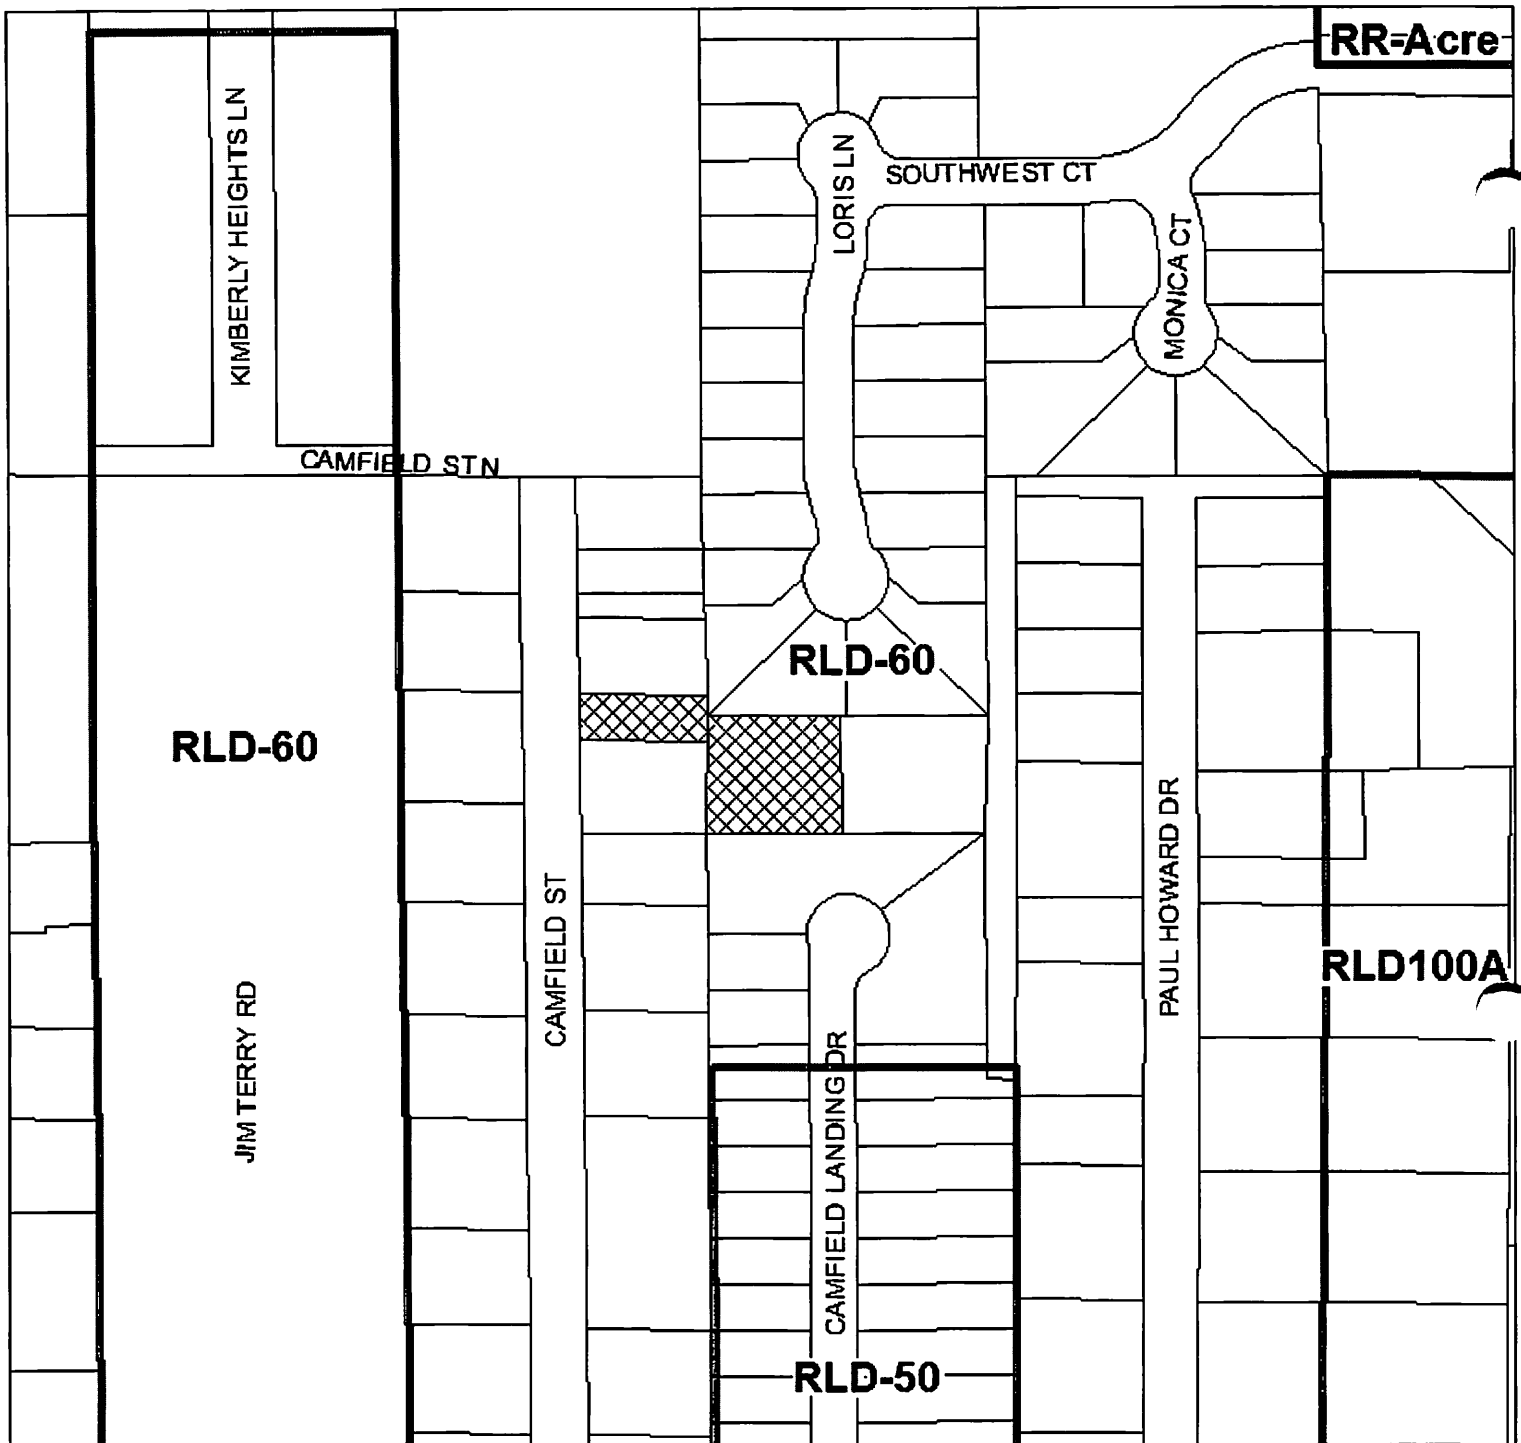 RR-Acre
KIMBERLY HEIGHTS LN
LORIS LN
SOUTHWEST CT
MONICA CT
CAMFIELD ST N
RLD-60
RLD-60
PAUL HOWARD DR
CAMFIELD ST
RLD100A
JIM TERRY RD
CAMFIELD LANDING DR
RLD-50